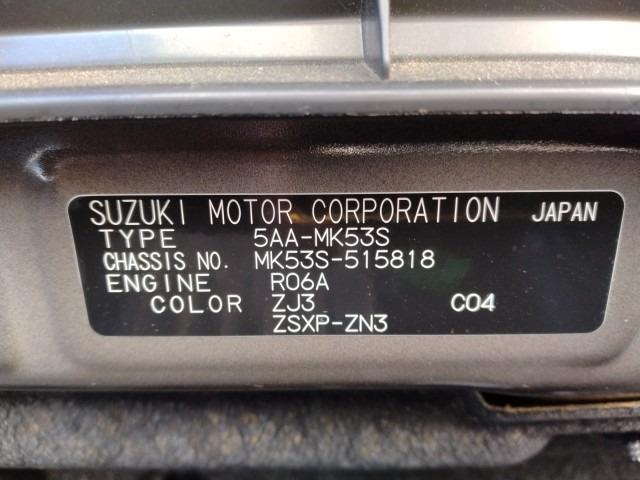 SUZUKI MOTOR CORPORATION JAPAN
TYPE 5AA-MK53S
CHASSIS NO. MK53S-515818
ENGINE R06A
COLOR ZJ3 C04
ZSXP-ZN3